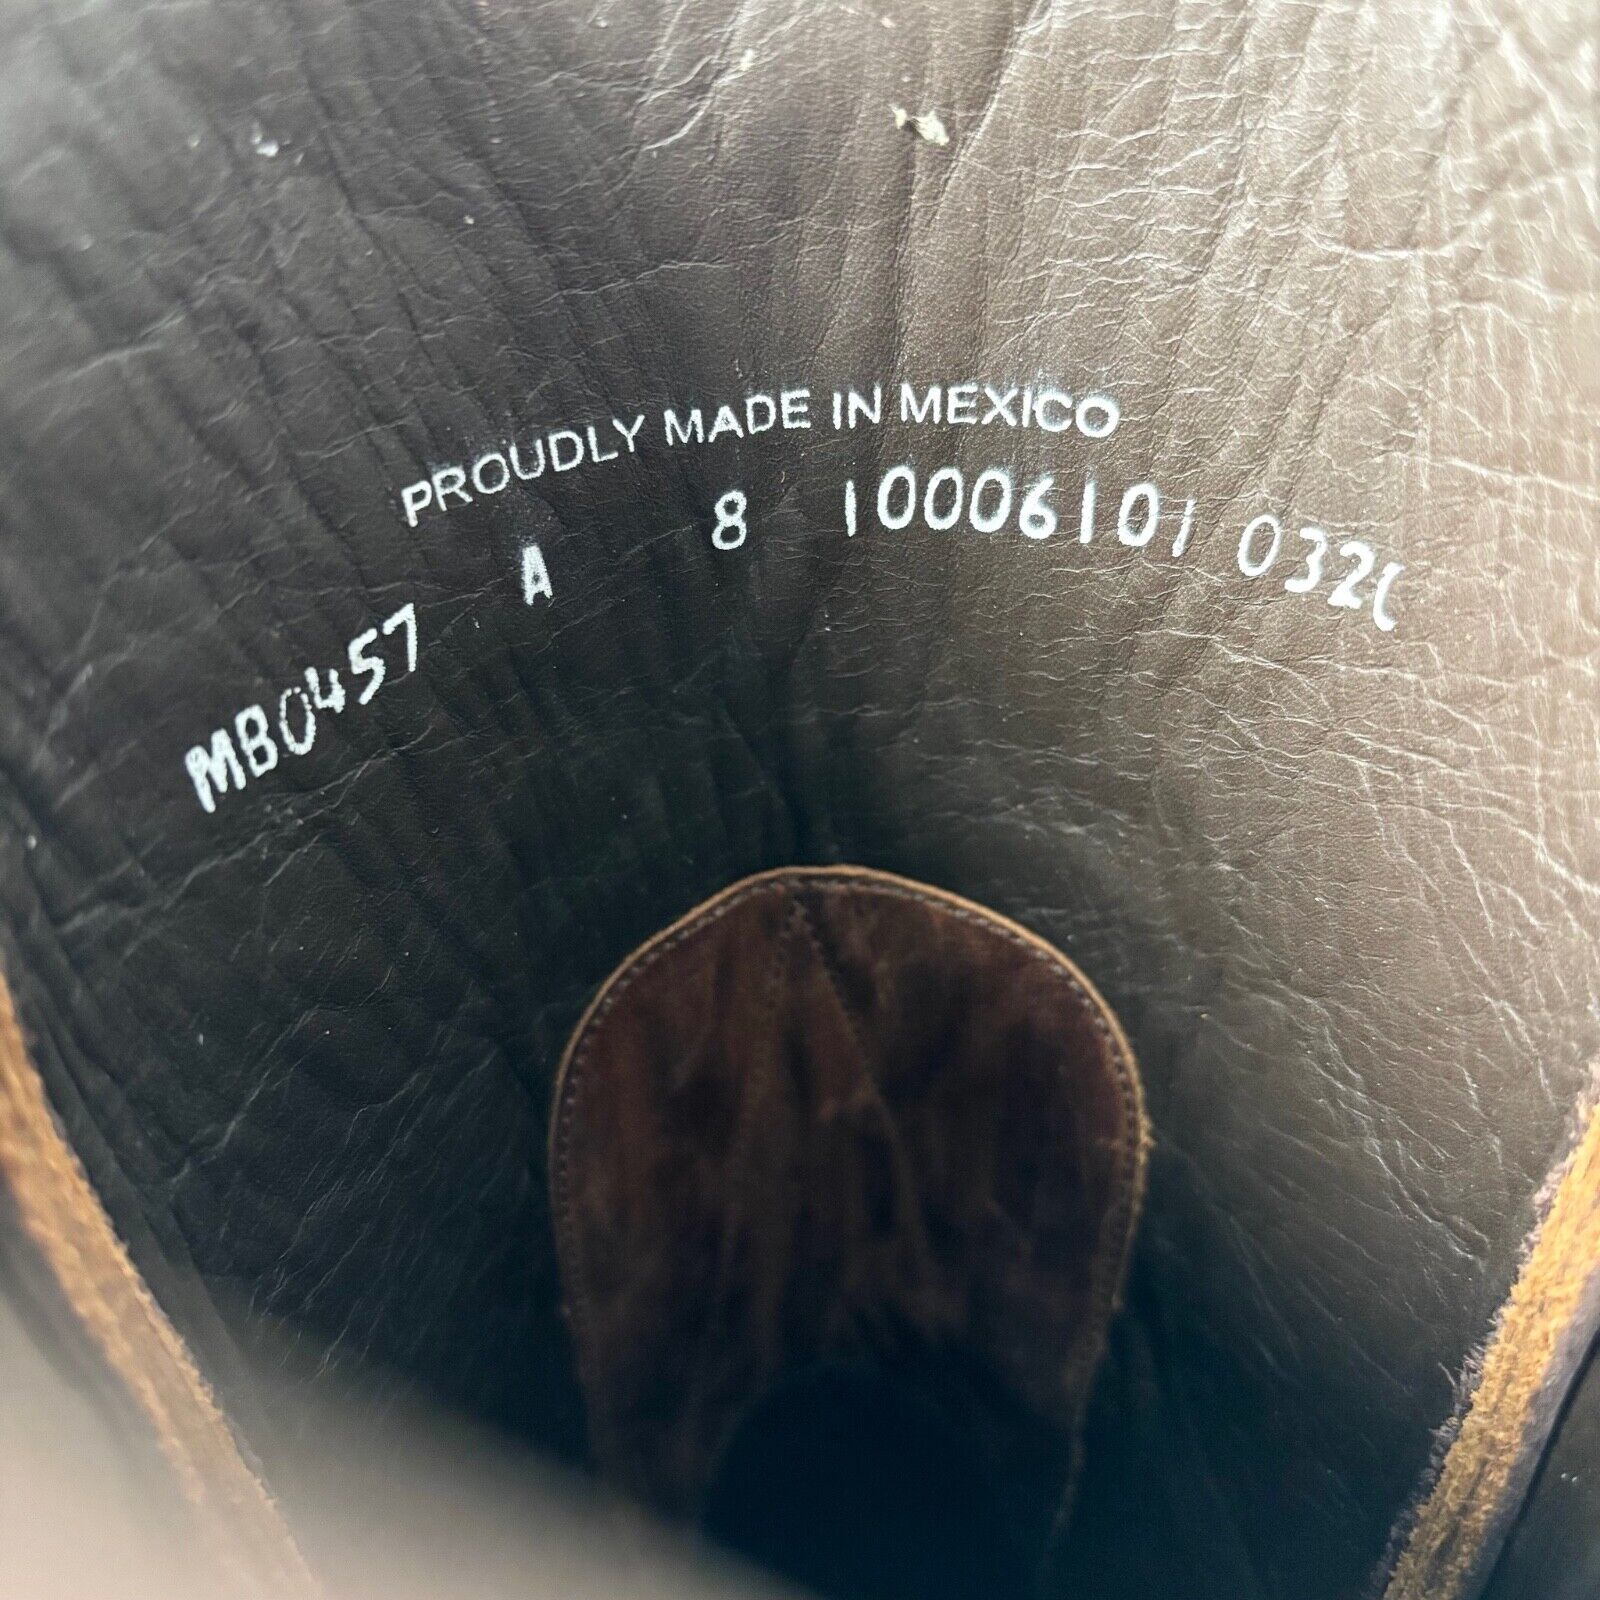 PROUDLY MADE IN MEXICO
MB0457 A 8 10006101 032